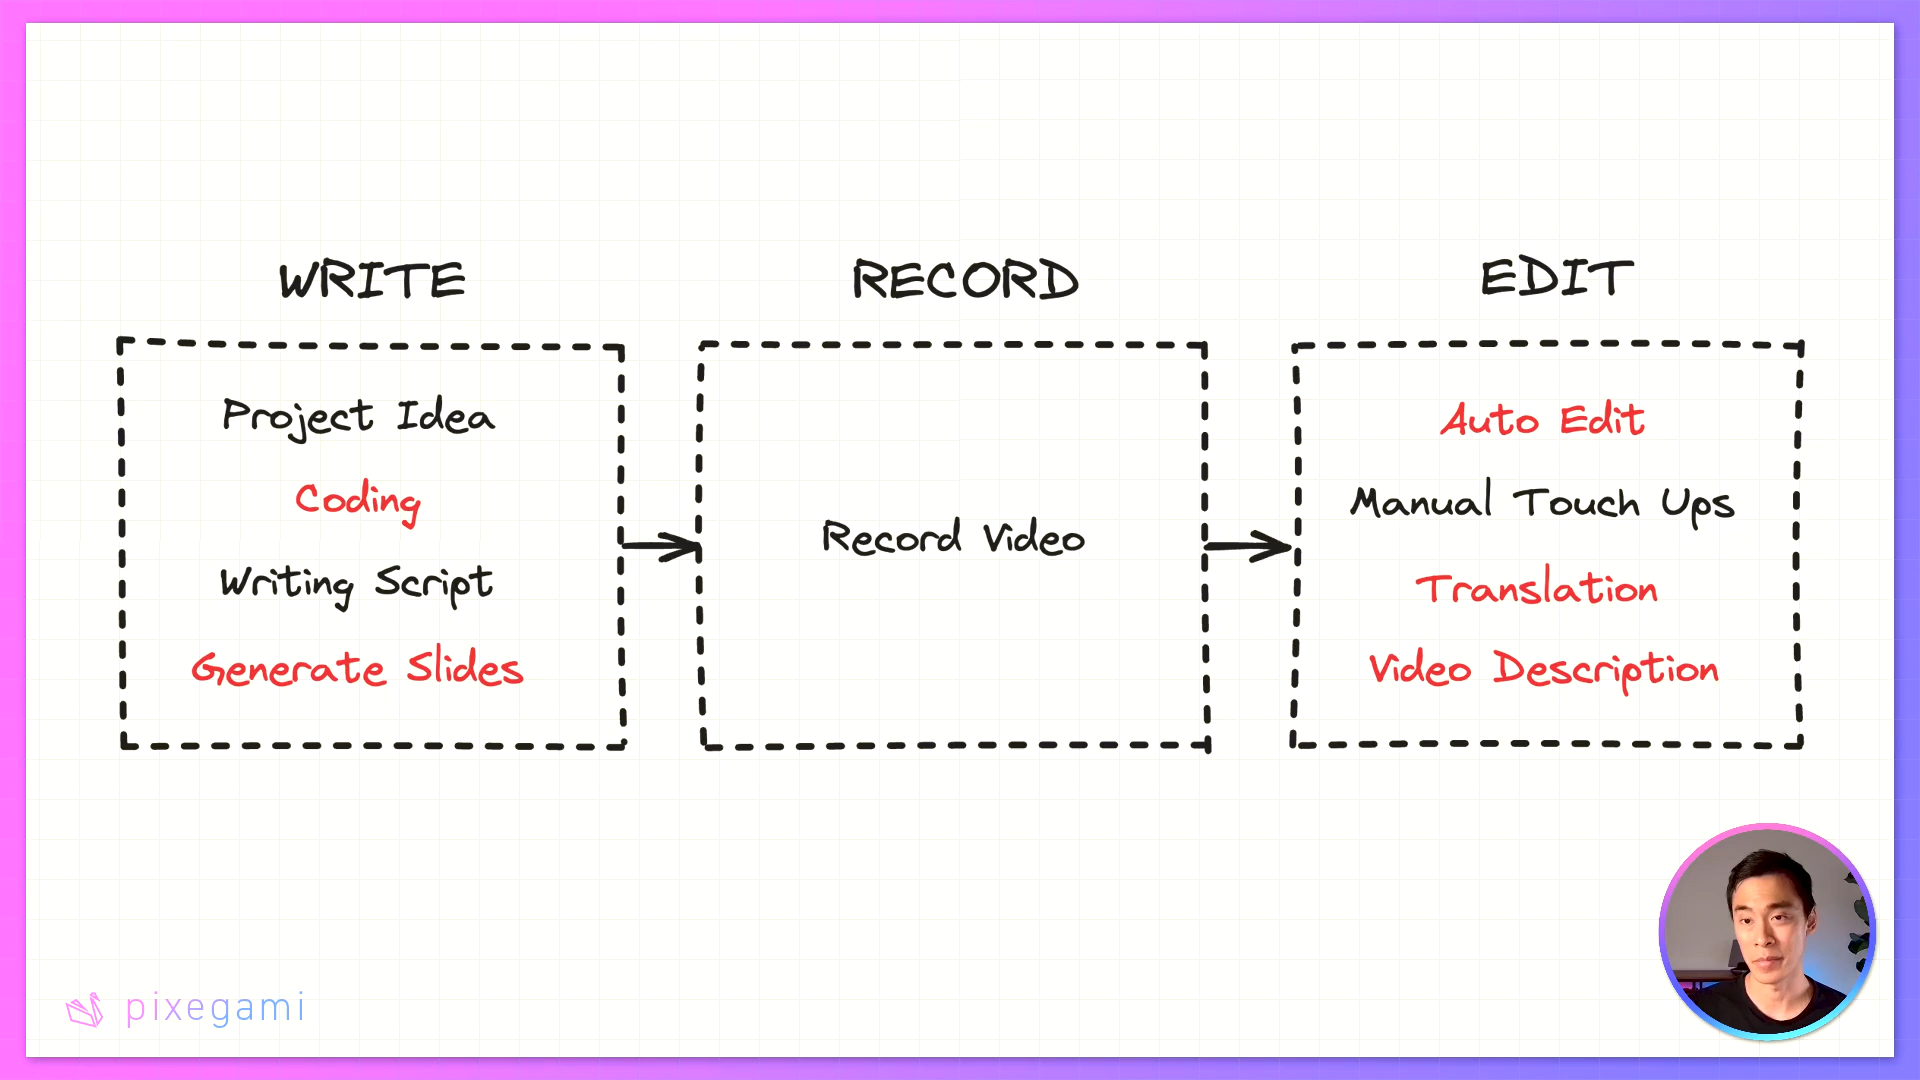 WRITE
Project Idea
Coding
Writing Script
Generate Slides
RECORD
Record Video
EDIT
Auto Edit
Manual Touch Ups
Translation
Video Description
pixegami